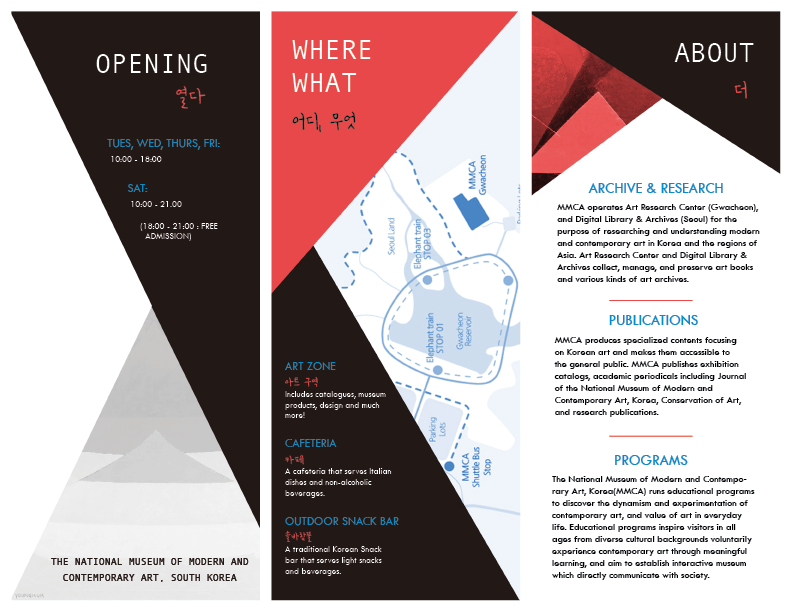 OPENING
열다
TUES, WED, THURS, FRI:
10:00 - 18:00
SAT:
10:00 - 21:00
(18:00 - 21:00 : FREE
ADMISSION)
THE NATIONAL MUSEUM OF MODERN AND
CONTEMPORARY ART, SOUTH KOREA
WHERE
WHAT
어디, 무엇
MMCA
Gwacheon
Parking Lots
Seoul Land
Elephant train
STOP 03
Elephant train
STOP 01
Gwacheon
Reservoir
Parking
Lots
MMCA
Shuttle Bus
Stop
ART ZONE
아트 구역
Includes catalogues, museum
products, design and much
more!
CAFETERIA
카페
A cafeteria that serves Italian
dishes and non-alcoholic
beverages.
OUTDOOR SNACK BAR
A traditional Korean Snack
bar that serves light snacks
and beverages.
ABOUT
더
ARCHIVE & RESEARCH
MMCA operates Art Research Center (Gwacheon),
and Digital Library & Archives (Seoul) for the
purpose of researching and understanding modern
and contemporary art in Korea and the regions of
Asia. Art Research Center and Digital Library &
Archives collect, manage, and preserve art books
and various kinds of art archives.
PUBLICATIONS
MMCA produces specialized contents focusing
on Korean art and makes them accessible to
the general public. MMCA publishes exhibition
catalogs, academic periodicals including Journal
of the National Museum of Modern and
Contemporary Art, Korea, Conservation of Art,
and research publications.
PROGRAMS
The National Museum of Modern and Contempo-
rary Art, Korea(MMCA) runs educational programs
to discover the dynamism and experimentation of
contemporary art, and value of art in everyday
life. Educational programs inspire visitors in all
ages from diverse cultural backgrounds voluntarily
experience contemporary art through meaningful
learning, and aim to establish interactive museum
which directly communicate with society.